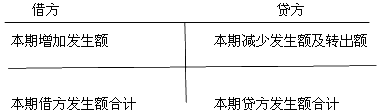 借方 贷方
本期增加发生额 本期减少发生额及转出额
本期借方发生额合计 本期贷方发生额合计